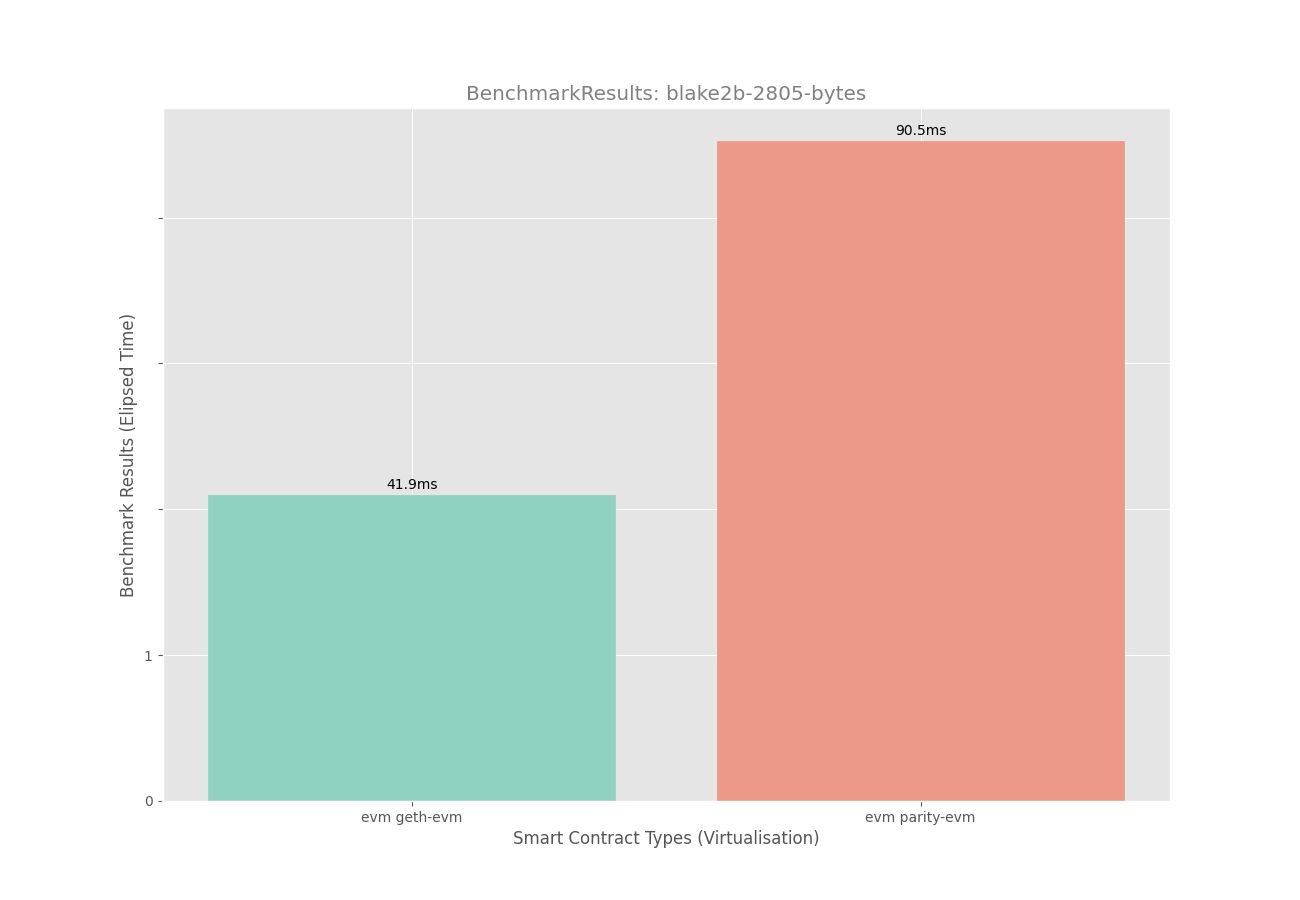 BenchmarkResults: blake2b-2805-bytes
90.5ms
41.9ms
Benchmark Results (Elipsed Time)
1
0
evm geth-evm
evm parity-evm
Smart Contract Types (Virtualisation)